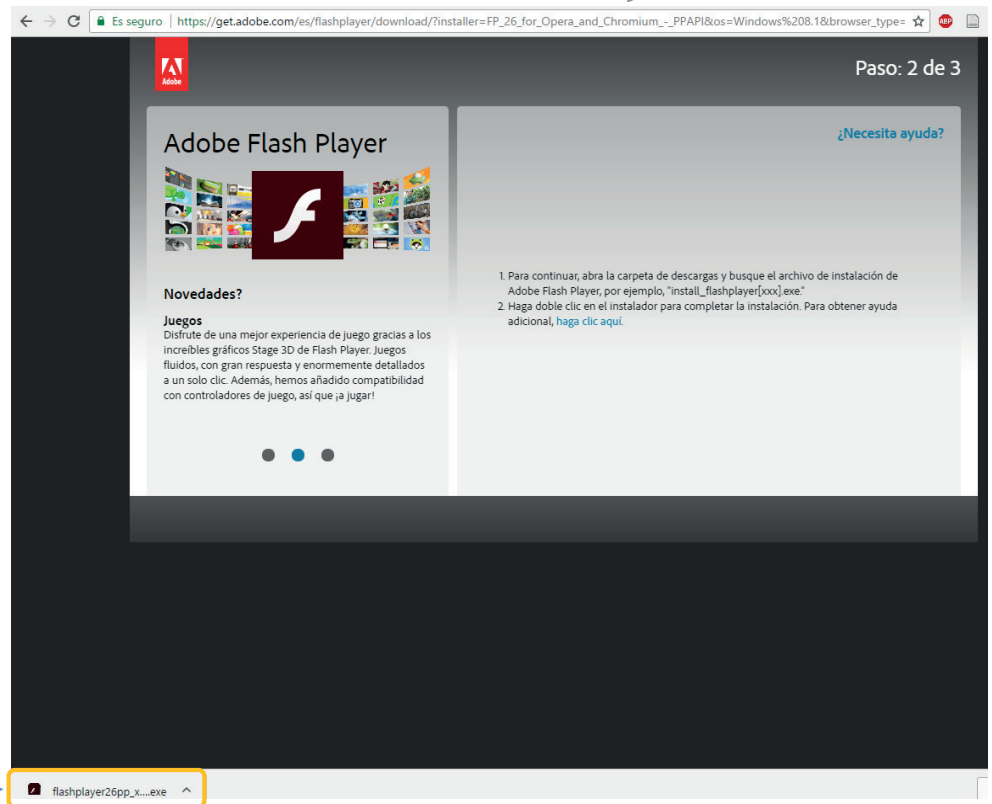 Es seguro | https://get.adobe.com/es/flashplayer/download/?installer=FP_26_for_Opera_and_Chromium_-_PPAPI&os=Windows%208.1&browser_type=
ABP
Adobe
Paso: 2 de 3
Adobe Flash Player
¿Necesita ayuda?
Novedades?
Juegos
Disfrute de una mejor experiencia de juego gracias a los
increíbles gráficos Stage 3D de Flash Player. Juegos
fluidos, con gran respuesta y enormemente detallados
a un solo clic. Además, hemos añadido compatibilidad
con controladores de juego, así que ¡a jugar!
1. Para continuar, abra la carpeta de descargas y busque el archivo de instalación de
Adobe Flash Player, por ejemplo, "install_flashplayer[xxx].exe."
2. Haga doble clic en el instalador para completar la instalación. Para obtener ayuda
adicional, haga clic aquí.
flashplayer26pp_x....exe